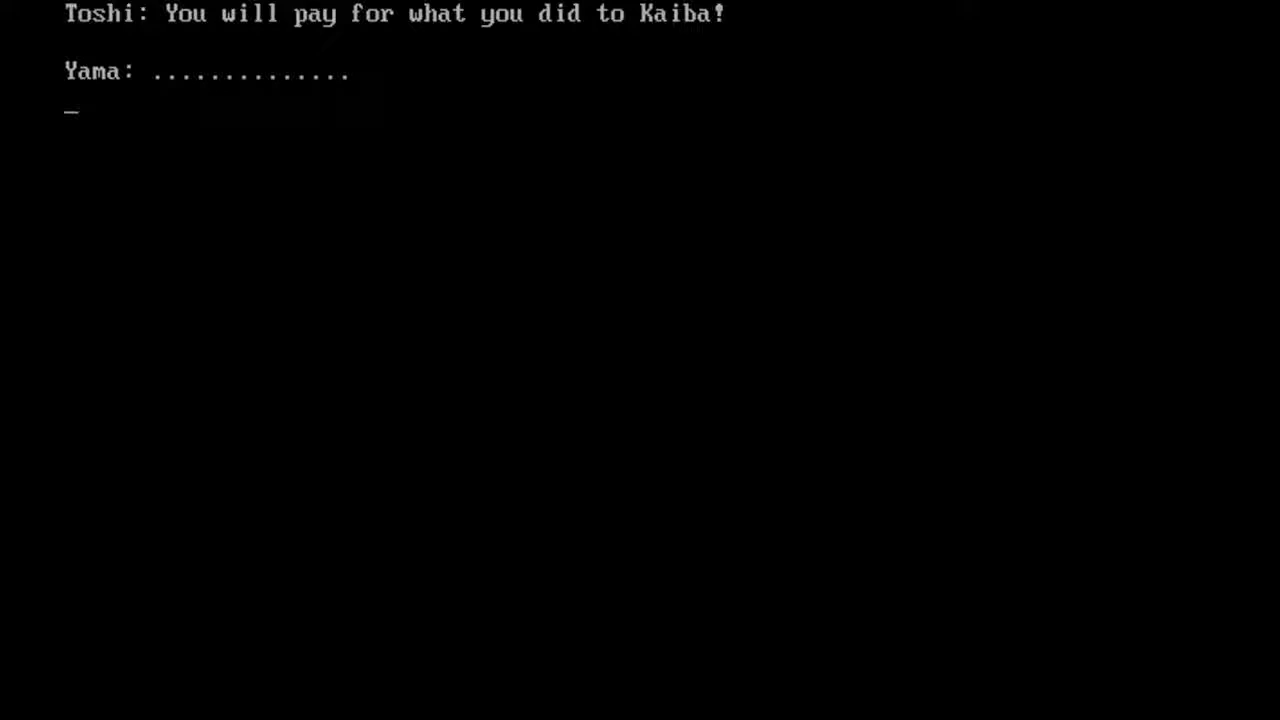 Toshi: You will pay for what you did to Kaiba!
Yama: ..............
_